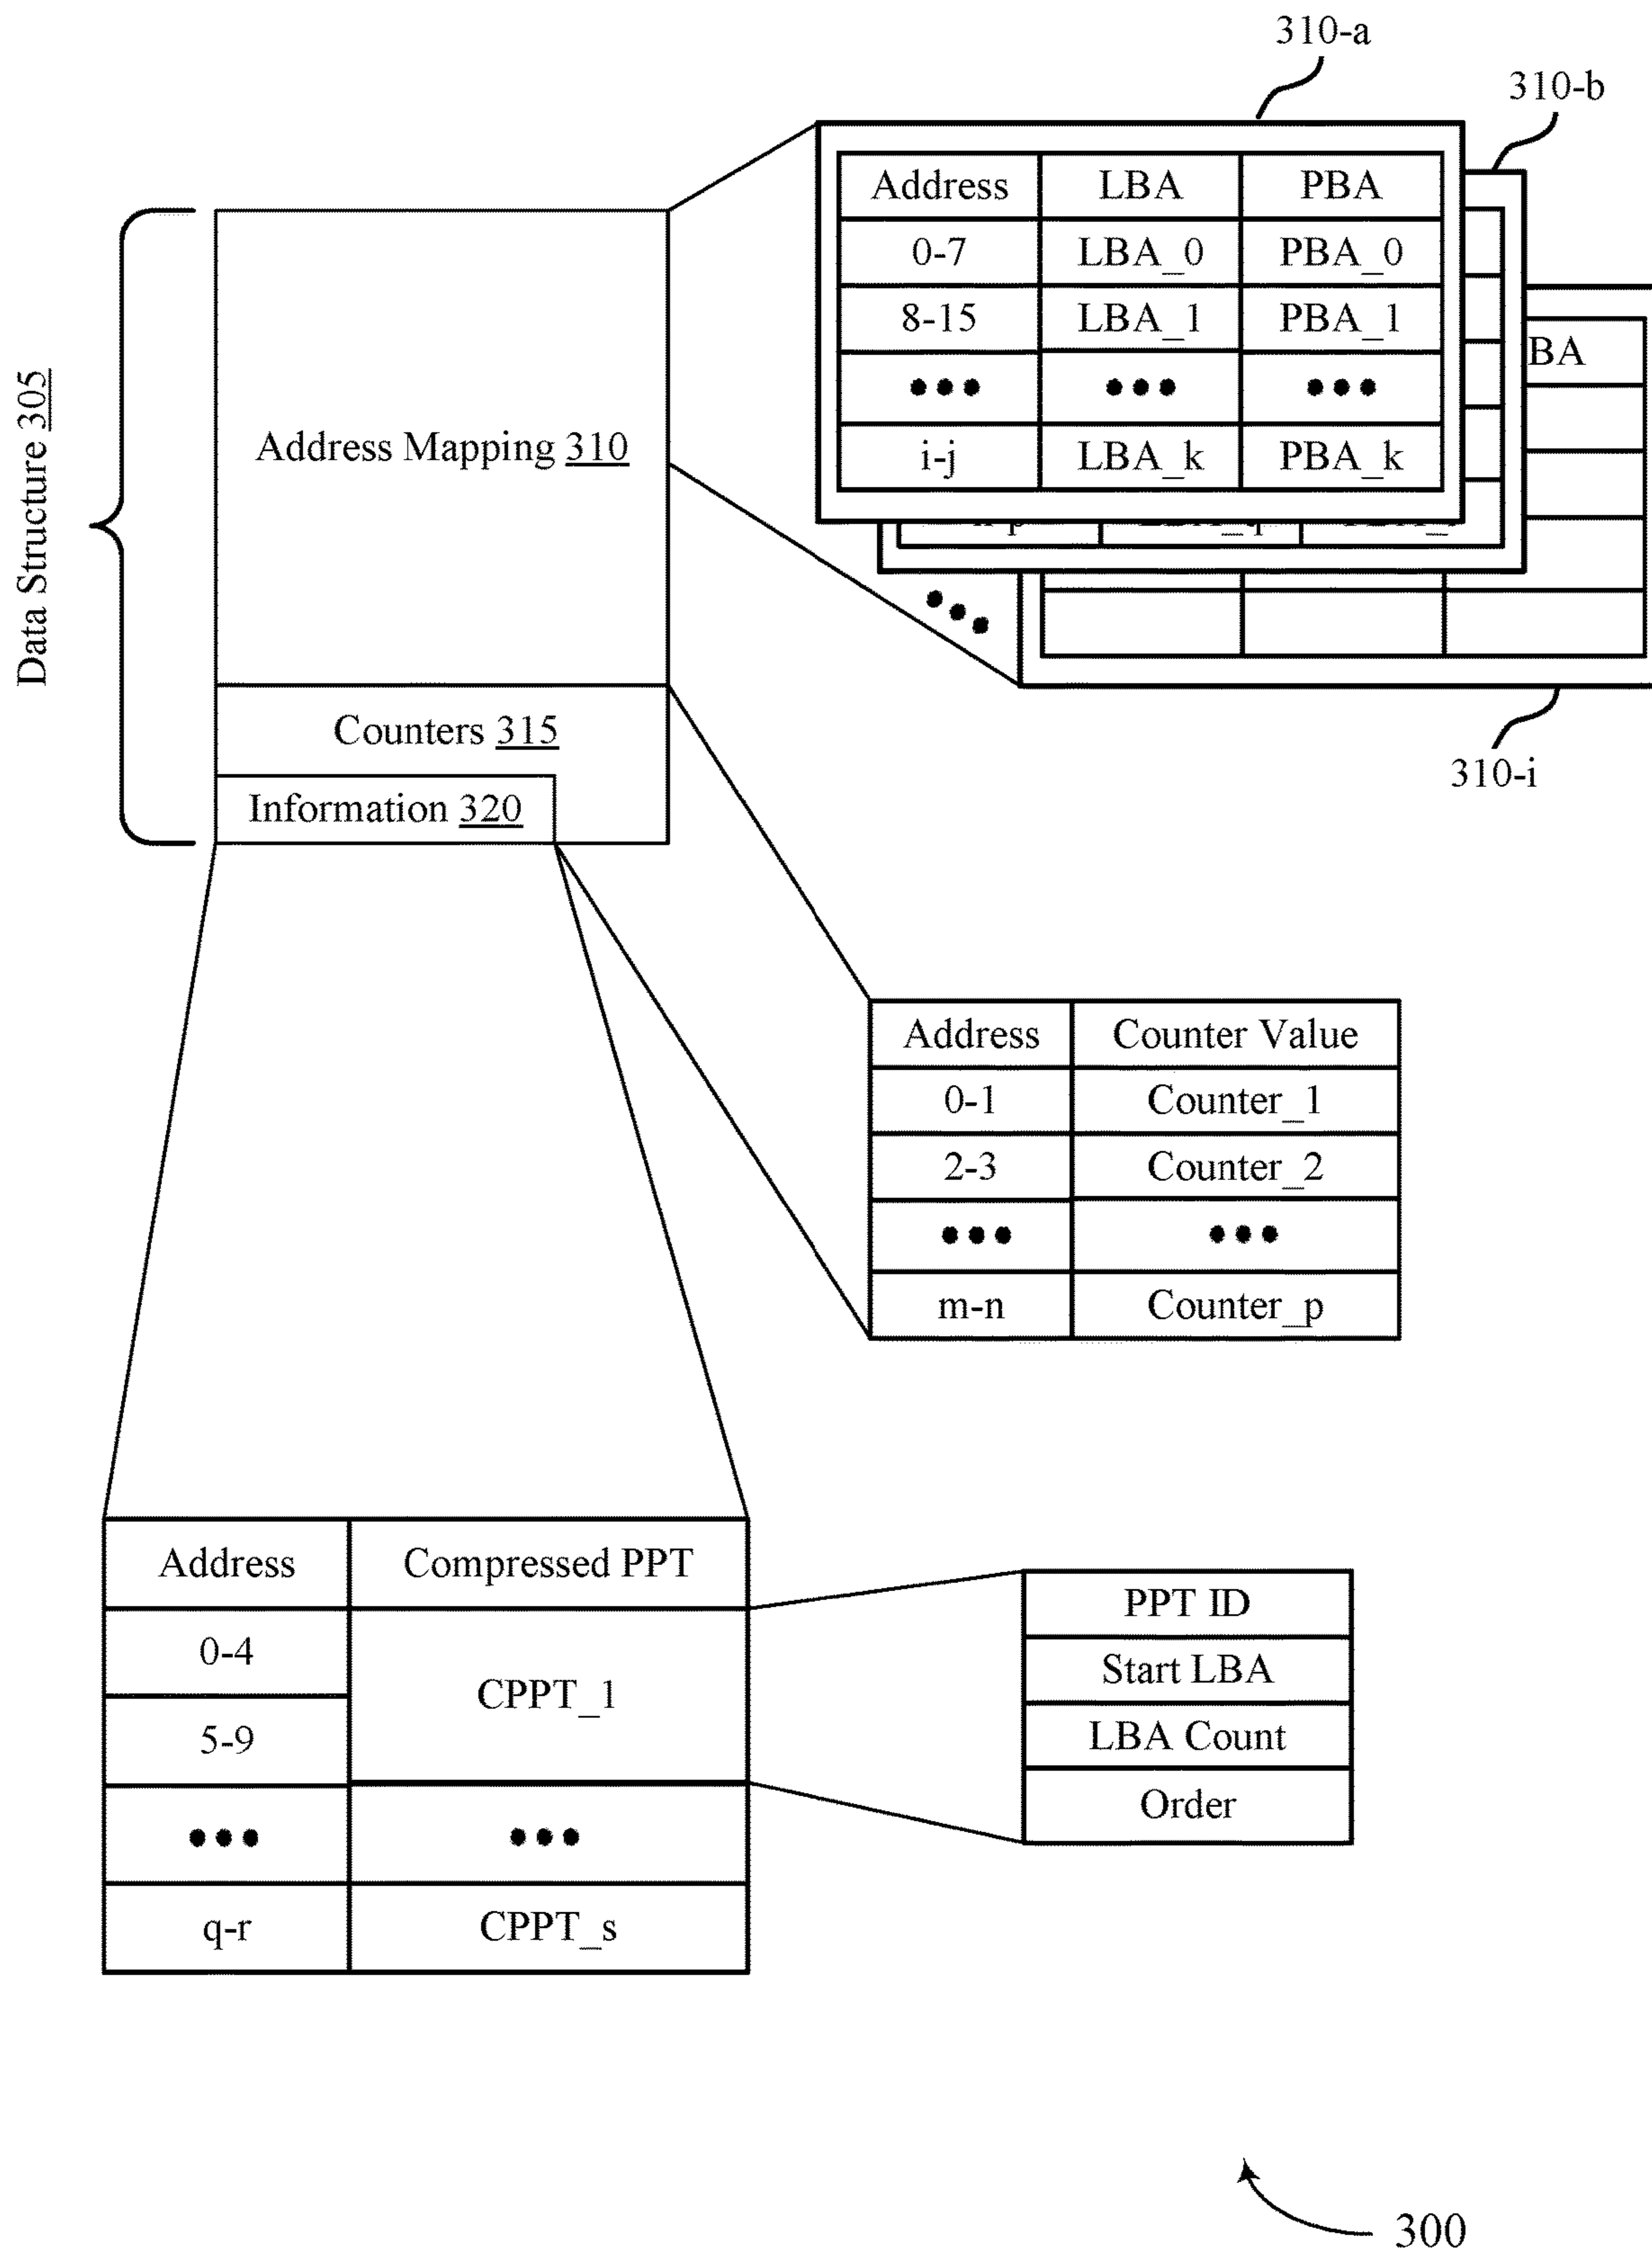 310-a
310-b
Address LBA PBA
0-7 LBA_0 PBA_0
8-15 LBA_1 PBA_1
••• ••• •••
i-j LBA_k PBA_k
BA
•••
310-i
Data Structure 305
Address Mapping 310
Counters 315
Information 320
Address Counter Value
0-1 Counter_1
2-3 Counter_2
••• •••
m-n Counter_p
Address Compressed PPT
0-4 CPPT_1
5-9
••• •••
q-r CPPT_s
PPT ID
Start LBA
LBA Count
Order
300